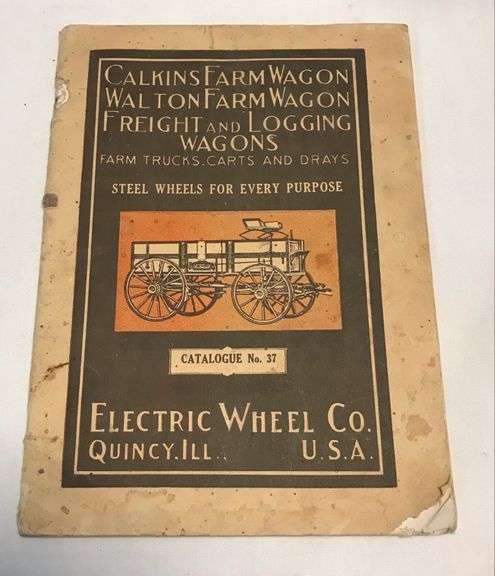 CALKINS FARM WAGON
WALTON FARM WAGON
FREIGHT AND LOGGING
WAGONS
FARM TRUCKS. CARTS AND DRAYS
STEEL WHEELS FOR EVERY PURPOSE
CATALOGUE No. 37
ELECTRIC WHEEL CO.
QUINCY. ILL., U.S.A.